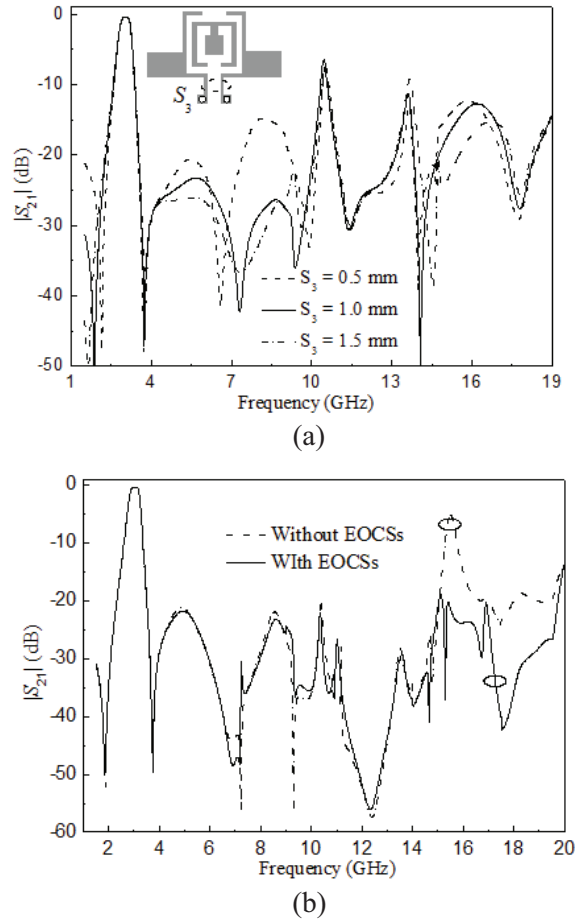 0
-10
-20
-30
-40
-50
|S21| (dB)
S3
S3 = 0.5 mm
S3 = 1.0 mm
S3 = 1.5 mm
1 4 7 10 13 16 19
Frequency (GHz)
(a)
0
-10
-20
-30
-40
-50
-60
|S21| (dB)
Without EOCSs
WIth EOCSs
2 4 6 8 10 12 14 16 18 20
Frequency (GHz)
(b)